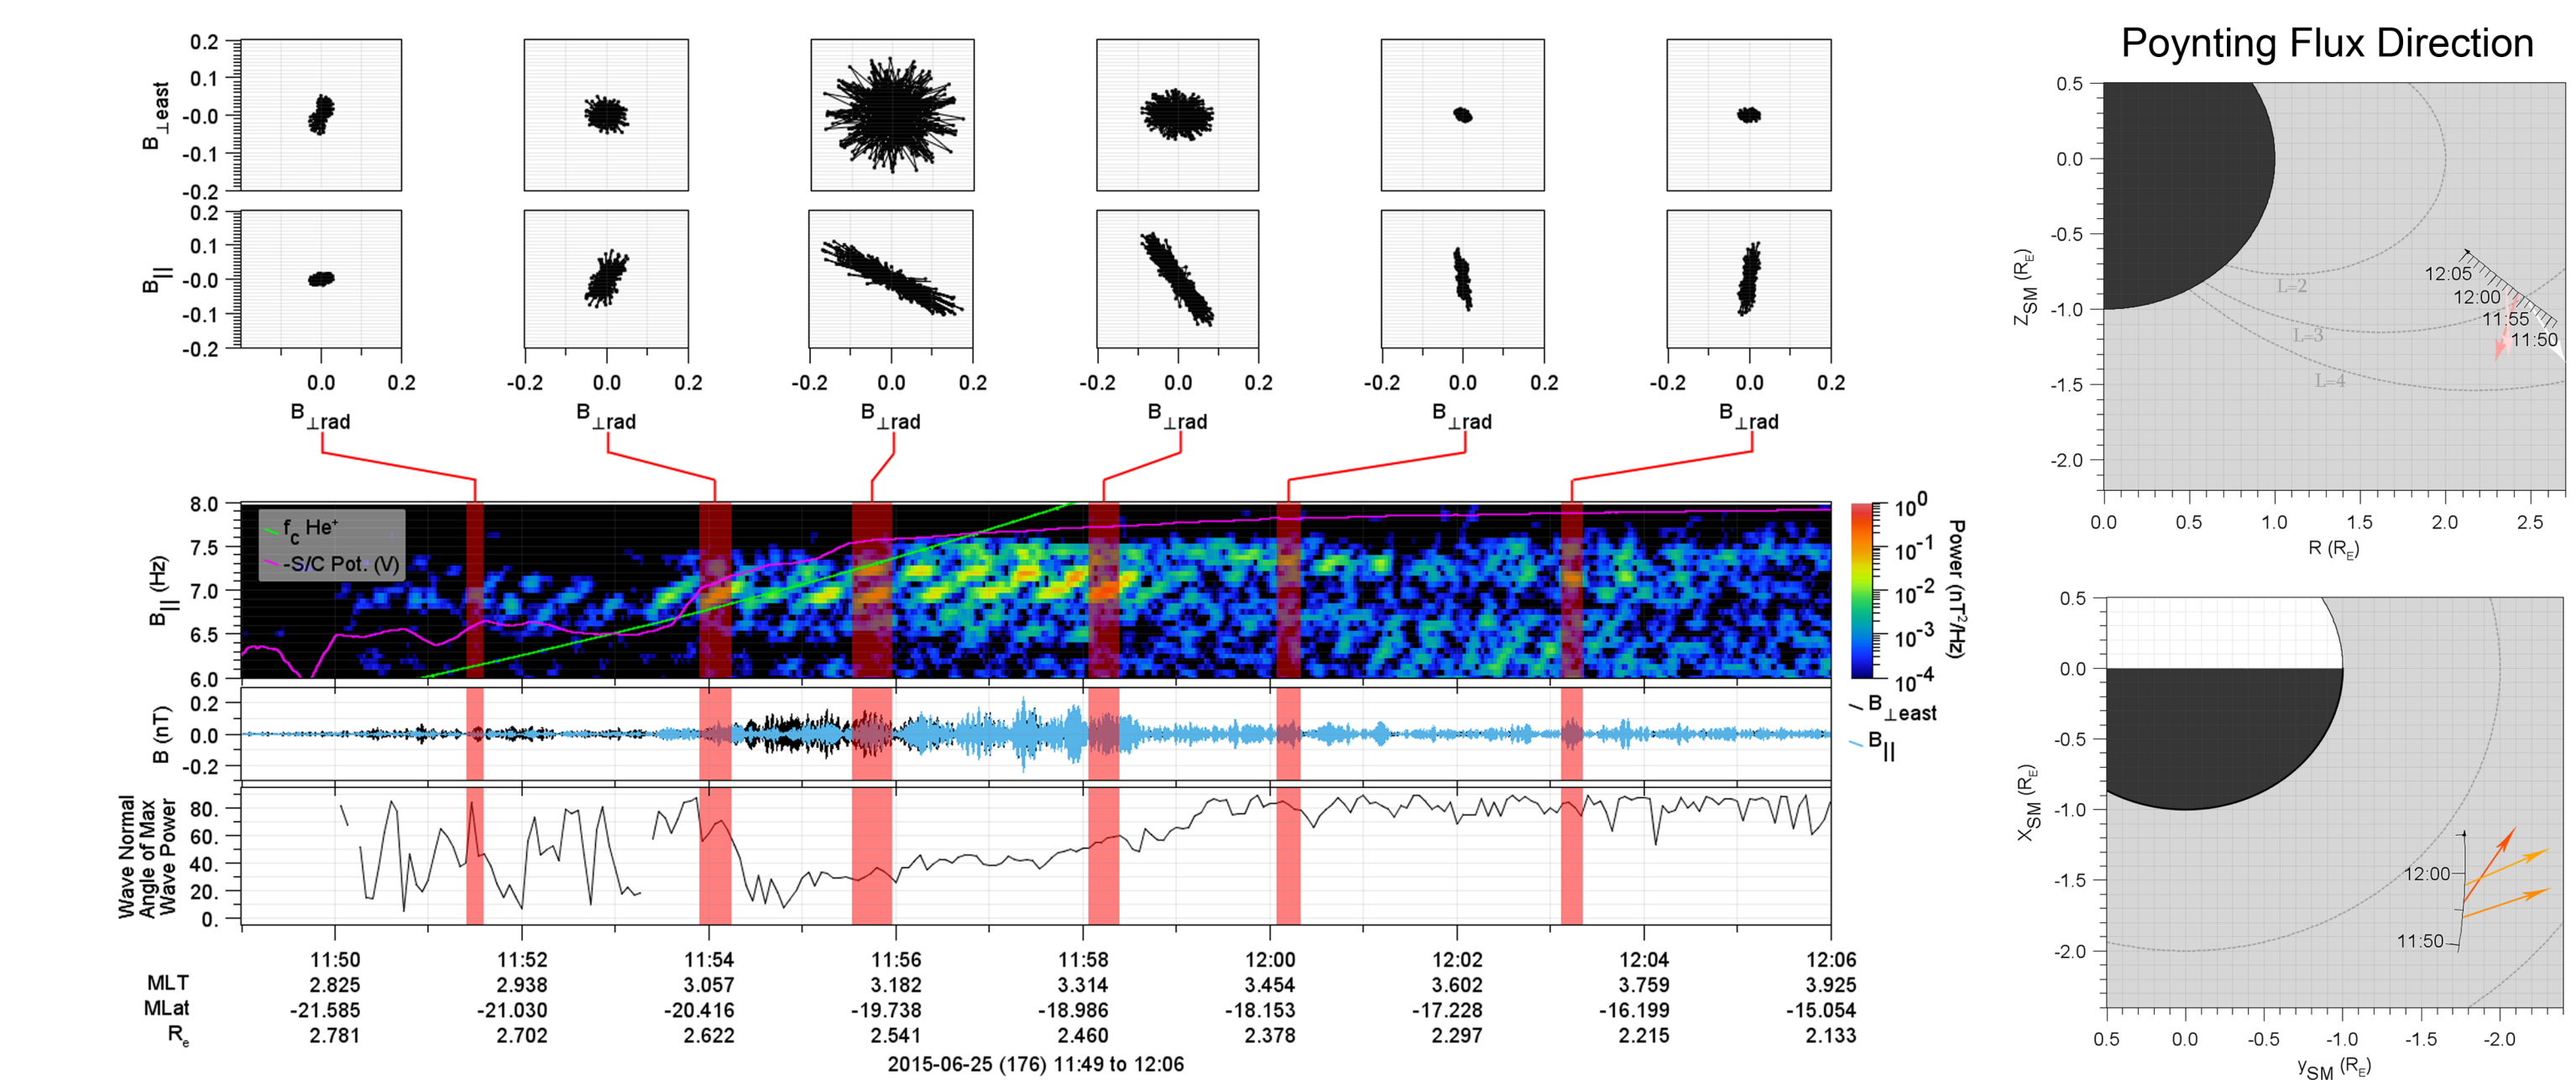 Poynting Flux Direction
0.2
0.1
-0.0
-0.1
-0.2
B⊥east
0.2
0.1
-0.0
-0.1
-0.2
B||
0.0 0.2 -0.2 0.0 0.2 -0.2 0.0 0.2 -0.2 0.0 0.2 -0.2 0.0 0.2 -0.2 0.0 0.2
B⊥rad B⊥rad B⊥rad B⊥rad B⊥rad B⊥rad
8.0
7.5
7.0
6.5
6.0
B|| (Hz)
fc He+
-S/C Pot. (V)
10^0
10^-1
10^-2
10^-3
10^-4
Power (nT^2/Hz)
0.2
0.0
-0.2
B (nT)
B⊥east
B||
80.
60.
40.
20.
0.
Wave Normal
Angle of Max
Wave Power
11:50 11:52 11:54 11:56 11:58 12:00 12:02 12:04 12:06
MLT 2.825 2.938 3.057 3.182 3.314 3.454 3.602 3.759 3.925
MLat -21.585 -21.030 -20.416 -19.738 -18.986 -18.153 -17.228 -16.199 -15.054
Re 2.781 2.702 2.622 2.541 2.460 2.378 2.297 2.215 2.133
2015-06-25 (176) 11:49 to 12:06
0.5
0.0
-0.5
-1.0
-1.5
-2.0
ZSM (RE)
L=2
L=3
L=4
12:05
12:00
11:55
11:50
0.0 0.5 1.0 1.5 2.0 2.5
R (RE)
0.5
0.0
-0.5
-1.0
-1.5
-2.0
XSM (RE)
12:00
11:50
0.5 0.0 -0.5 -1.0 -1.5 -2.0
ySM (RE)